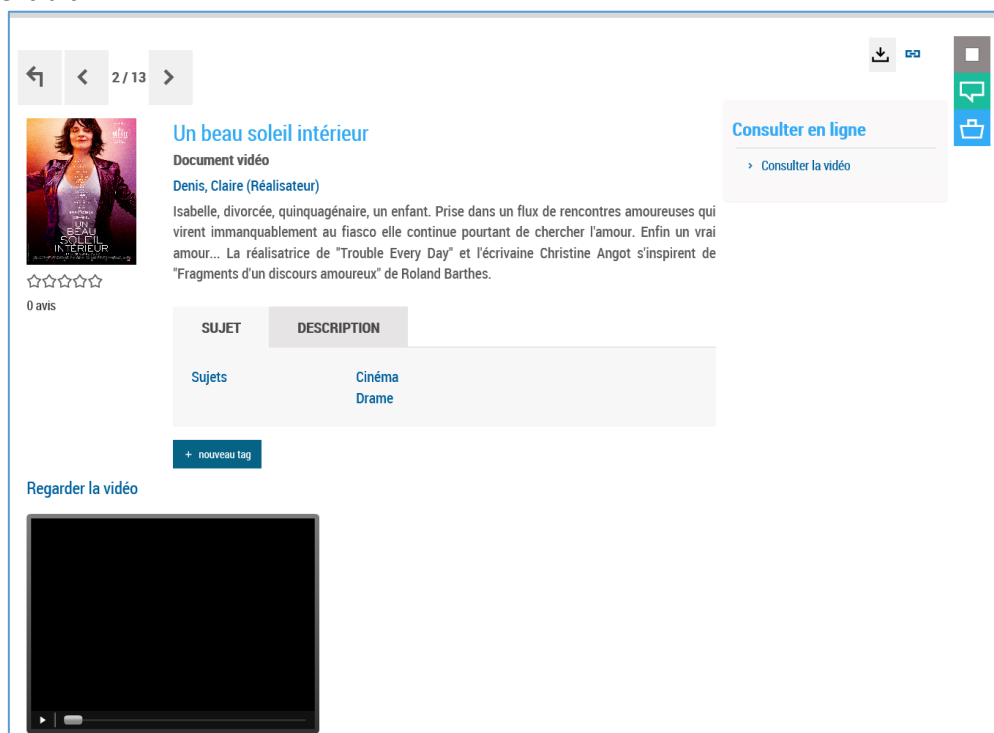 2 / 13
Un beau soleil intérieur
Document vidéo
Denis, Claire (Réalisateur)
Isabelle, divorcée, quinquagénaire, un enfant. Prise dans un flux de rencontres amoureuses qui
virent immanquablement au fiasco elle continue pourtant de chercher l'amour. Enfin un vrai
amour... La réalisatrice de "Trouble Every Day" et l'écrivaine Christine Angot s'inspirent de
"Fragments d'un discours amoureux" de Roland Barthes.
UN
BEAU
SOLEIL
INTÉRIEUR
0 avis
SUJET DESCRIPTION
Sujets Cinéma
Drame
+ nouveau tag
Regarder la vidéo
Consulter en ligne
> Consulter la vidéo